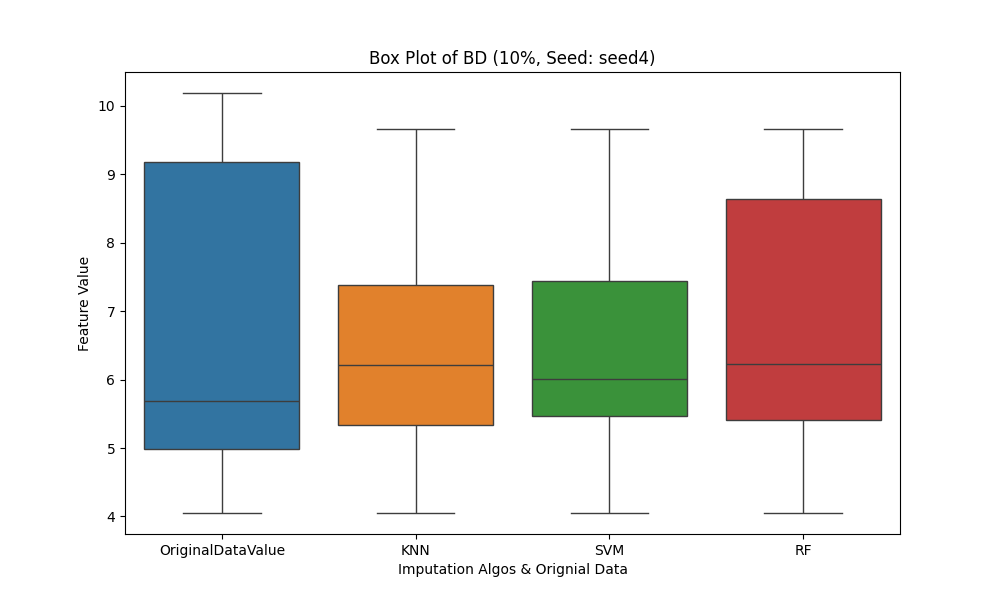 Box Plot of BD (10%, Seed: seed4)
10
9
8
7
6
5
4
Feature Value
OriginalDataValue KNN SVM RF
Imputation Algos & Orignial Data